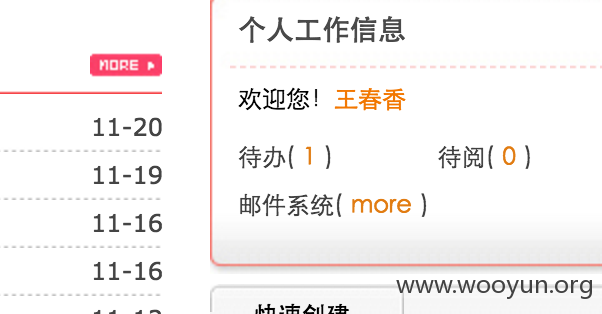 MORE
11-20
11-19
11-16
11-16
个人工作信息
欢迎您！王春香
待办( 1 ) 待阅( 0 )
邮件系统( more )
www.wooyun.org
快速创建